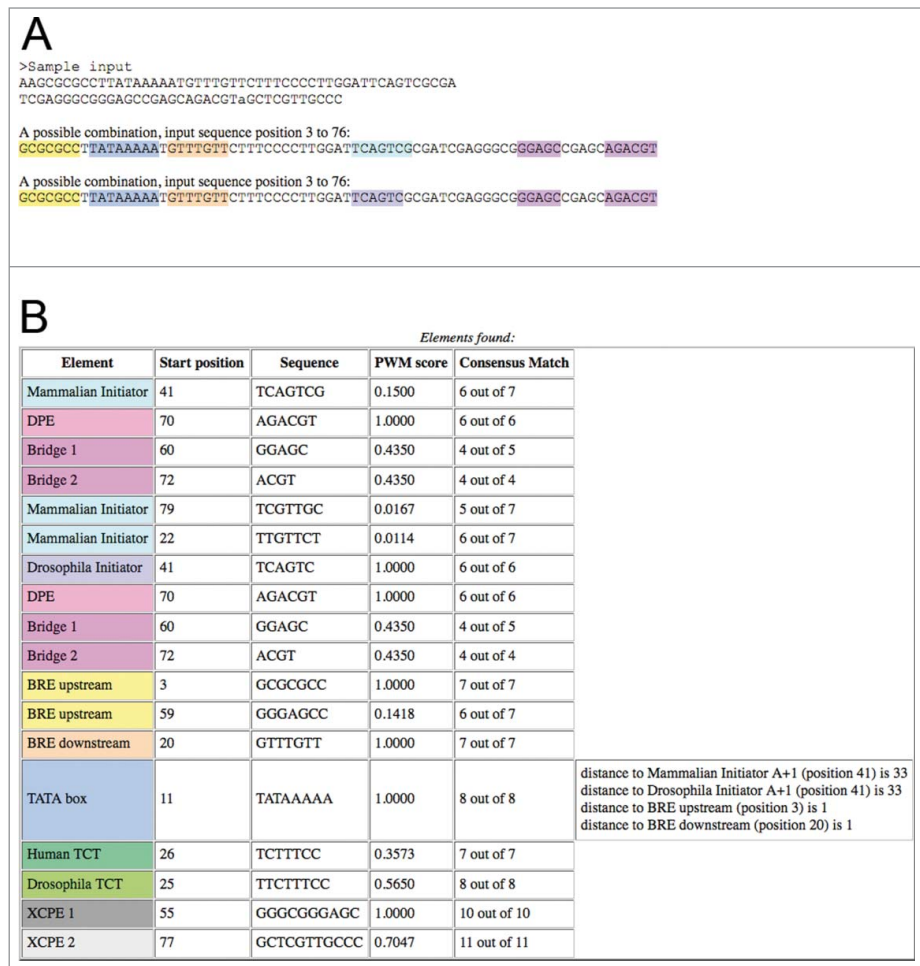 A
>Sample input
AAGCGCGCCTTATAAAAATGTTTGTTCTTTCCCCTTGGATTCAGTCGCGA
TCGAGGGCGGGAGCCGAGCAGACGTaGCTCGTTGCCC
A possible combination, input sequence position 3 to 76:
GCGCGCCTTATAAAAATGTTTGTTCTTTCCCCTTGGATTCAGTCGCGATCGAGGGCGGGAGCCGAGCAGACGT
A possible combination, input sequence position 3 to 76:
GCGCGCCTTATAAAAATGTTTGTTCTTTCCCCTTGGATTCAGTCGCGATCGAGGGCGGGAGCCGAGCAGACGT
B
Elements found:
Element Start position Sequence PWM score Consensus Match
Mammalian Initiator 41 TCAGTCG 0.1500 6 out of 7
DPE 70 AGACGT 1.0000 6 out of 6
Bridge 1 60 GGAGC 0.4350 4 out of 5
Bridge 2 72 ACGT 0.4350 4 out of 4
Mammalian Initiator 79 TCGTTGC 0.0167 5 out of 7
Mammalian Initiator 22 TTGTTCT 0.0114 6 out of 7
Drosophila Initiator 41 TCAGTC 1.0000 6 out of 6
DPE 70 AGACGT 1.0000 6 out of 6
Bridge 1 60 GGAGC 0.4350 4 out of 5
Bridge 2 72 ACGT 0.4350 4 out of 4
BRE upstream 3 GCGCGCC 1.0000 7 out of 7
BRE upstream 59 GGGAGCC 0.1418 6 out of 7
BRE downstream 20 GTTTGTT 1.0000 7 out of 7
TATA box 11 TATAAAAA 1.0000 8 out of 8
distance to Mammalian Initiator A+1 (position 41) is 33
distance to Drosophila Initiator A+1 (position 41) is 33
distance to BRE upstream (position 3) is 1
distance to BRE downstream (position 20) is 1
Human TCT 26 TCTTTCC 0.3573 7 out of 7
Drosophila TCT 25 TTCTTTCC 0.5650 8 out of 8
XCPE 1 55 GGGCGGGAGC 1.0000 10 out of 10
XCPE 2 77 GCTCGTTGCCC 0.7047 11 out of 11